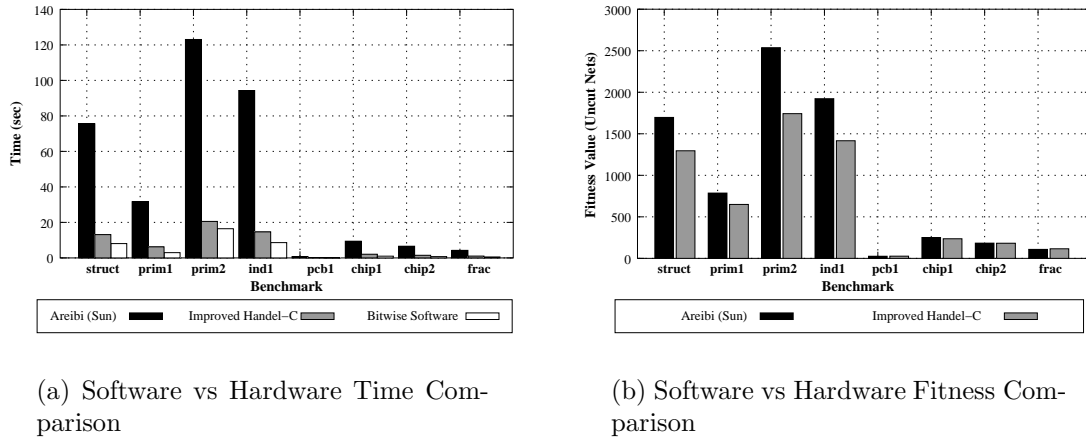 140
120
100
80
60
40
20
0
Time (sec)
struct prim1 prim2 ind1 pcb1 chip1 chip2 frac
Benchmark
Areibi (Sun) Improved Handel−C Bitwise Software
(a) Software vs Hardware Time Com-
parison
3000
2500
2000
1500
1000
500
0
Fitness Value (Uncut Nets)
struct prim1 prim2 ind1 pcb1 chip1 chip2 frac
Benchmark
Areibi (Sun) Improved Handel−C
(b) Software vs Hardware Fitness Com-
parison